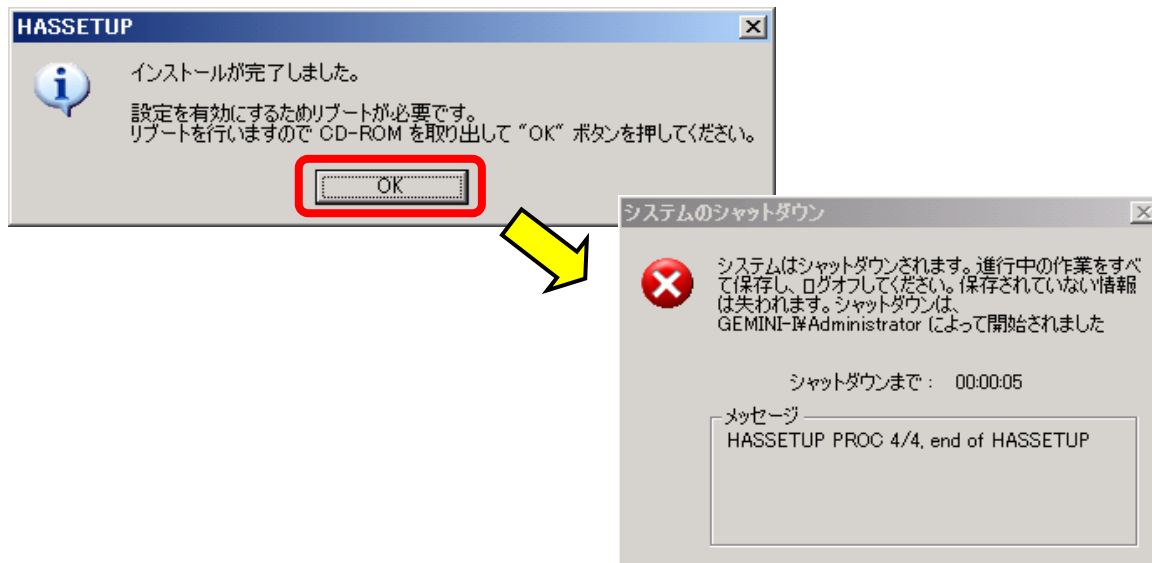 HASSETUP
インストールが完了しました。
設定を有効にするためリブートが必要です。
リブートを行いますので CD-ROM を取り出して "OK" ボタンを押してください。
OK
システムのシャットダウン
システムはシャットダウンされます。進行中の作業をすべ
て保存し、ログオフしてください。保存されていない情報
は失われます。シャットダウンは、
GEMINI-I¥Administrator によって開始されました
シャットダウンまで : 00:00:05
メッセージ
HASSETUP PROC 4/4, end of HASSETUP